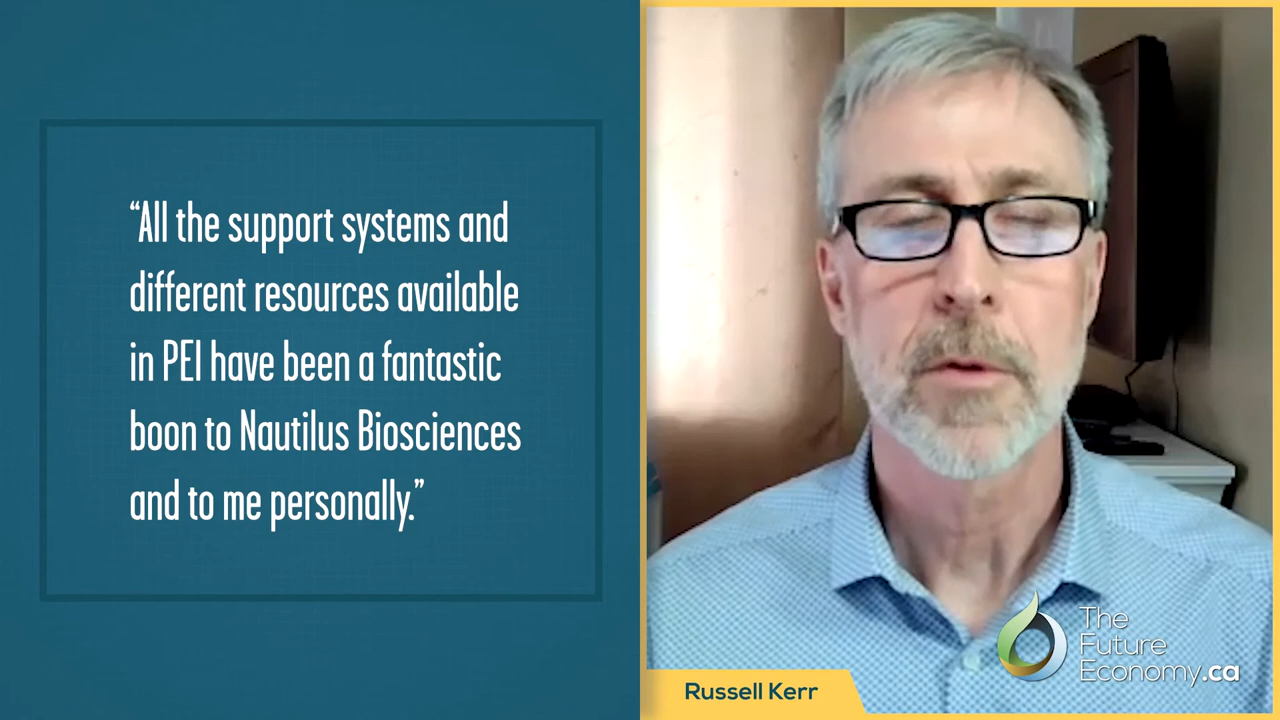 “All the support systems and
different resources available
in PEI have been a fantastic
boon to Nautilus Biosciences
and to me personally.”
Russell Kerr
The
Future
Economy.ca